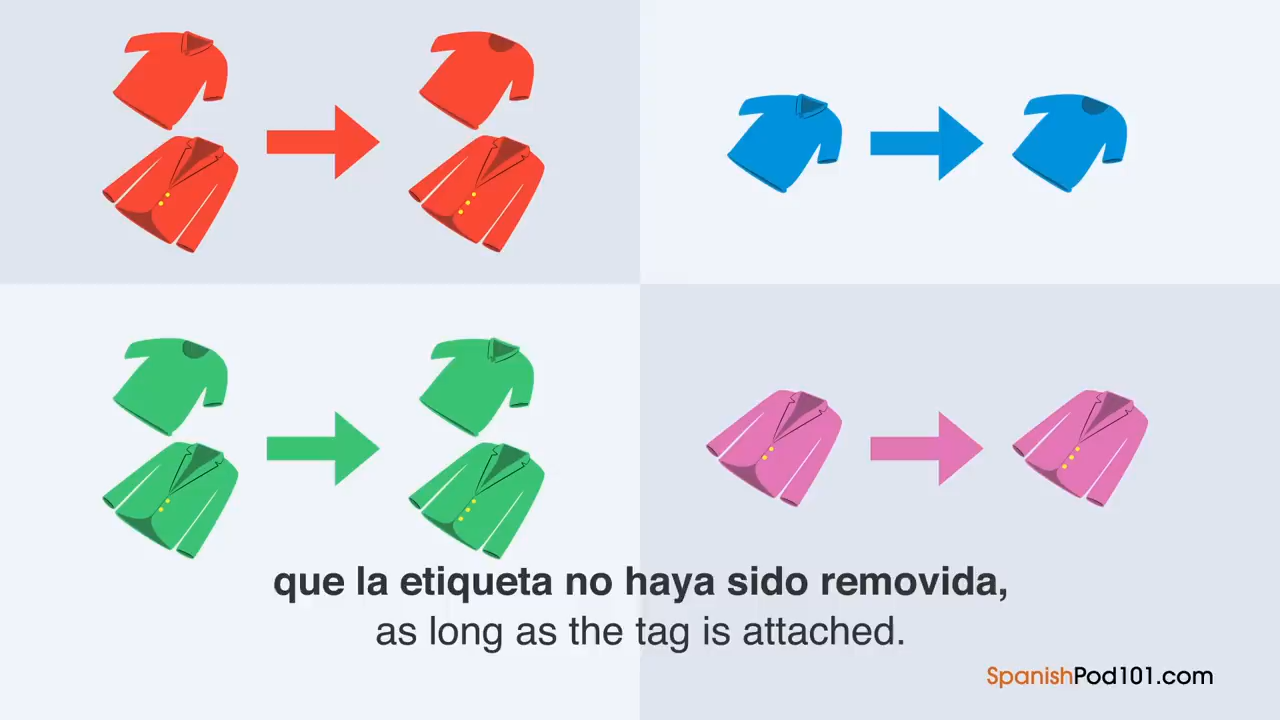 que la etiqueta no haya sido removida,
as long as the tag is attached.
SpanishPod101.com